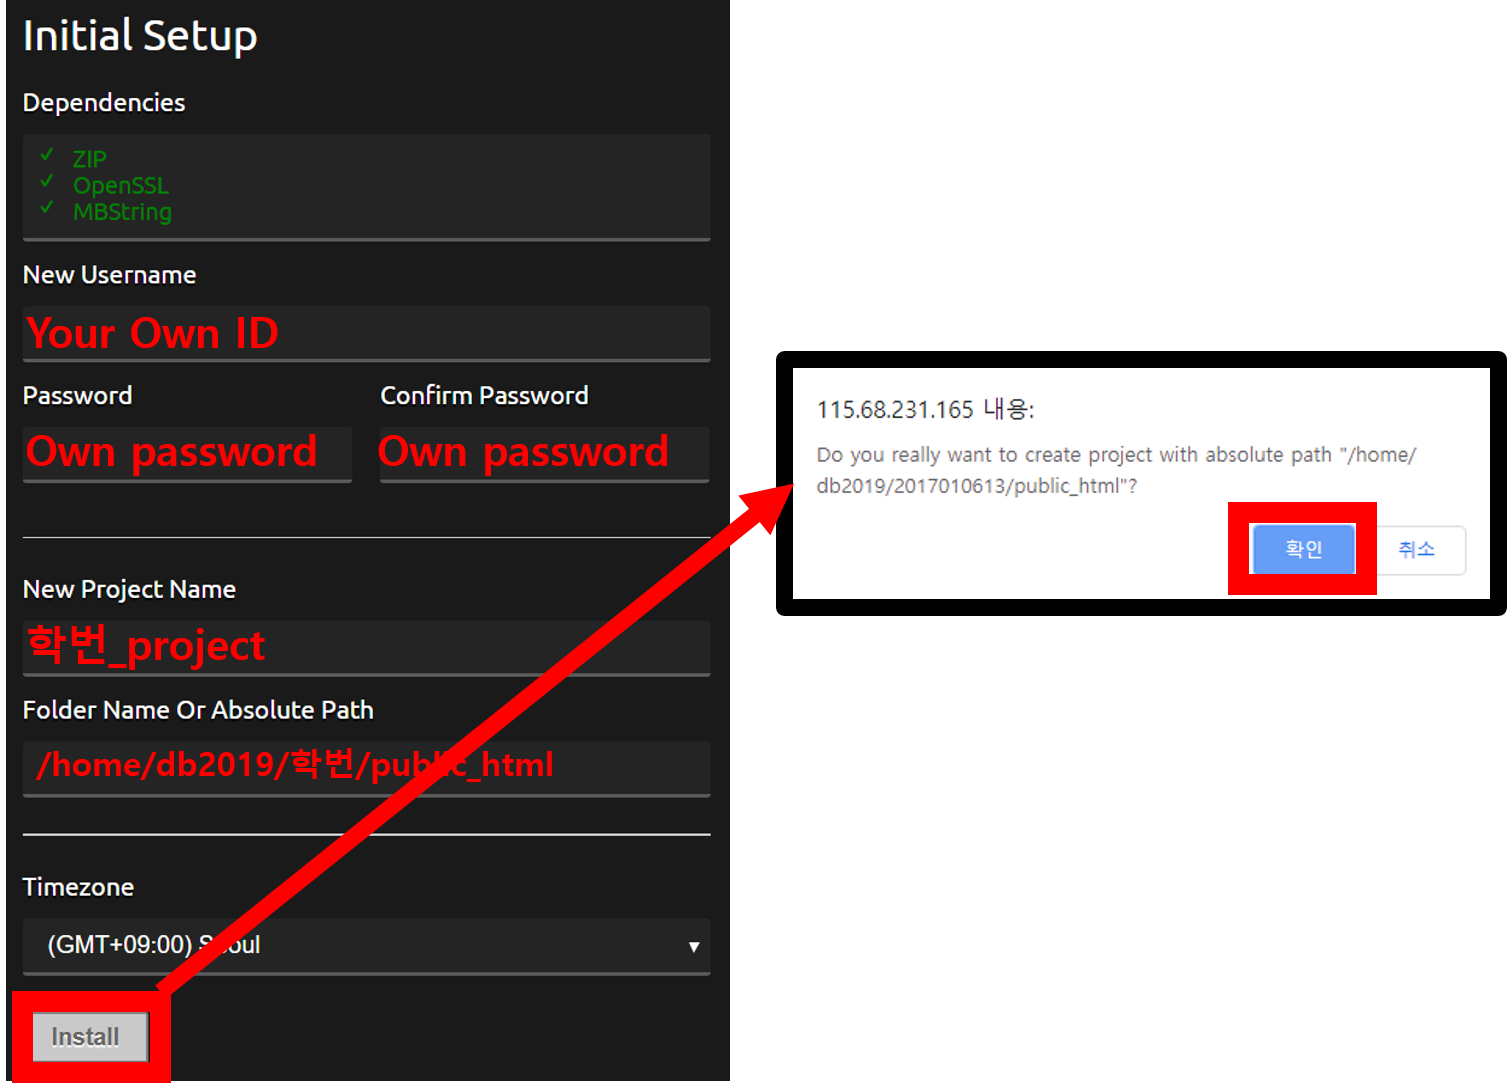 Initial Setup
Dependencies
ZIP
OpenSSL
MBString
New Username
Your Own ID
Password
Confirm Password
Own password
Own password
New Project Name
학번_project
Folder Name Or Absolute Path
/home/db2019/학번/public_html
Timezone
(GMT+09:00) Seoul
Install
115.68.231.165 내용:
Do you really want to create project with absolute path "/home/
db2019/2017010613/public_html"?
확인
취소